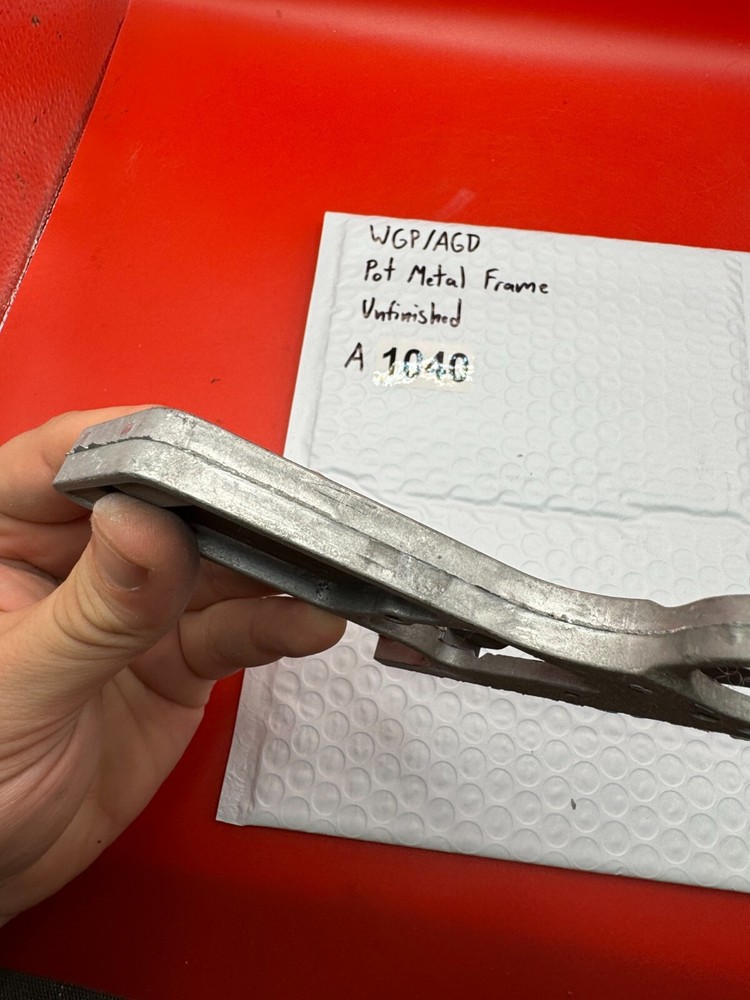 WGP/AGD
Pot Metal Frame
Unfinished
A 1040